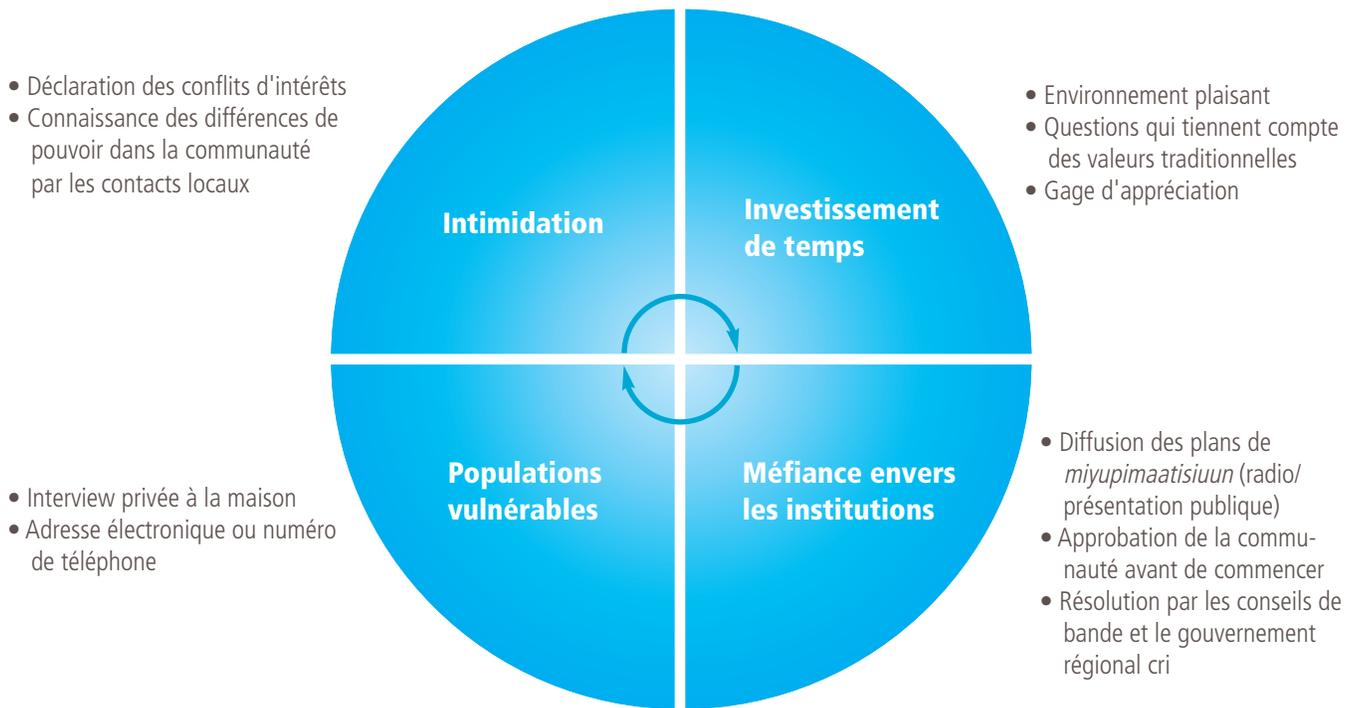 • Déclaration des conflits d'intérêts
• Connaissance des différences de
pouvoir dans la communauté
par les contacts locaux
Intimidation
Investissement
de temps
• Environnement plaisant
• Questions qui tiennent compte
des valeurs traditionnelles
• Gage d'appréciation
• Interview privée à la maison
• Adresse électronique ou numéro
de téléphone
Populations
vulnérables
Méfiance envers
les institutions
• Diffusion des plans de
miyupimaatisiuun (radio/
présentation publique)
• Approbation de la commu-
nauté avant de commencer
• Résolution par les conseils de
bande et le gouvernement
régional cri